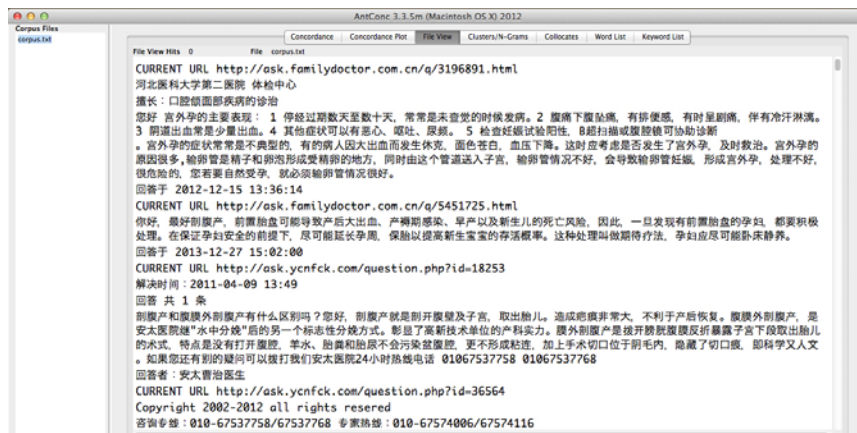 AntConc 3.3.5m (Macintosh OS X) 2012
Corpus Files
corpus.txt
Concordance Concordance Plot File View Clusters/N-Grams Collocates Word List Keyword List
File View Hits 0 File corpus.txt
CURRENT URL http://ask.familydoctor.com.cn/q/3196891.html
河北医科大学第二医院 体检中心
擅长：口腔颌面部疾病的诊治
您好 宫外孕的主要表现： 1 停经过期数天至数十天，常常是未查觉的时候发病。2 腹痛下腹坠痛，有排便感，有时呈剧痛，伴有冷汗淋漓。
3 阴道出血常是少量出血。4 其他症状可以有恶心、呕吐、尿频。 5 检查妊娠试验阳性，B超扫描或腹腔镜可协助诊断
。宫外孕的症状常常是不典型的，有的病人因大出血而发生休克，面色苍白，血压下降。这时应考虑是否发生了宫外孕，及时救治。宫外孕的
原因很多,输卵管是精子和卵泡形成受精卵的地方，同时由这个管道送入子宫，输卵管情况不好，会导致输卵管妊娠，形成宫外孕，处理不好，
很危险的，您若要自然受孕，就必须输卵管情况很好。
回答于 2012-12-15 13:36:14
CURRENT URL http://ask.familydoctor.com.cn/q/5451725.html
你好，最好剖腹产，前置胎盘可能导致产后大出血、产褥期感染、早产以及新生儿的死亡风险，因此，一旦发现有前置胎盘的孕妇，都要积极
处理。在保证孕妇安全的前提下，尽可能延长孕周，保胎以提高新生宝宝的存活概率。这种处理叫做期待疗法，孕妇应尽可能卧床静养。
回答于 2013-12-27 15:02:00
CURRENT URL http://ask.ycnfck.com/question.php?id=18253
解决时间：2011-04-09 13:49
回答 共 1 条
剖腹产和腹膜外剖腹产有什么区别吗？您好，剖腹产就是剖开腹壁及子宫，取出胎儿。造成疤痕非常大，不利于产后恢复。腹膜外剖腹产，是
安太医院继"水中分娩"后的另一个标志性分娩方式。彰显了高新技术单位的产科实力。膜外剖腹产是拨开膀胱腹膜反折暴露子宫下段取出胎儿
的术式，特点是没有打开腹腔，羊水、胎粪和胎尿不会污染盆腹腔，更不形成粘连，加上手术切口位于阴毛内，隐藏了切口痕，即科学又人文
。如果您还有别的疑问可以拨打我们安太医院24小时热线电话 01067537758 01067537768
回答者：安太曹治医生
CURRENT URL http://ask.ycnfck.com/question.php?id=36564
Copyright 2002-2012 all rights resered
咨询专线：010-67537758/67537768 专家热线：010-67574006/67574116